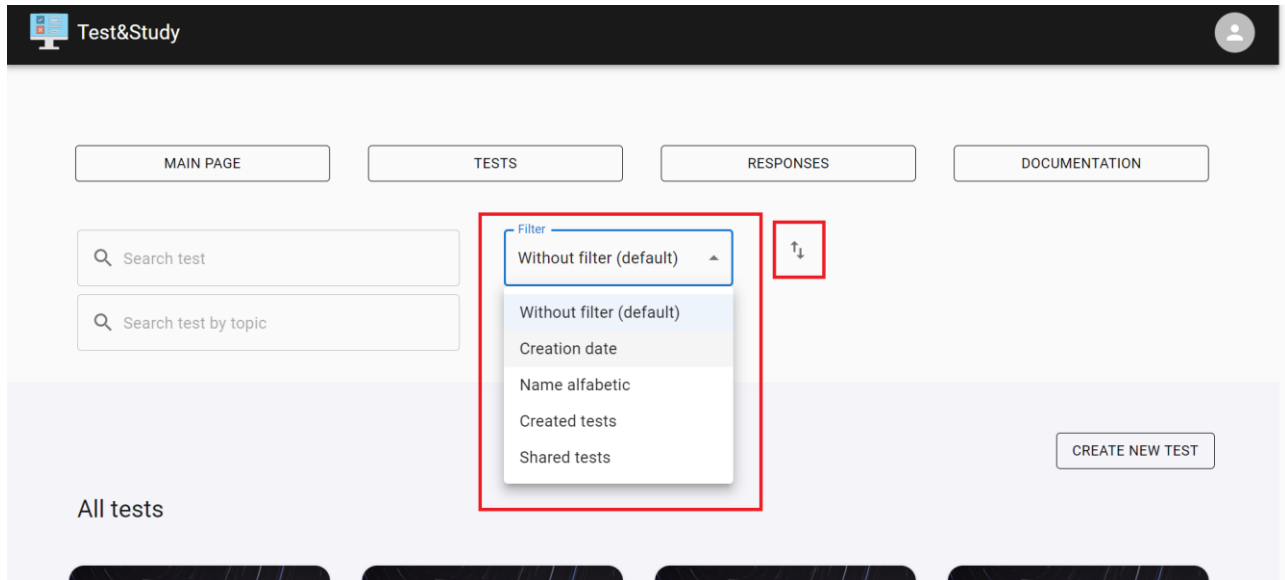 Test&Study
MAIN PAGE
TESTS
RESPONSES
DOCUMENTATION
Search test
Search test by topic
Filter
Without filter (default)
Without filter (default)
Creation date
Name alfabetic
Created tests
Shared tests
CREATE NEW TEST
All tests